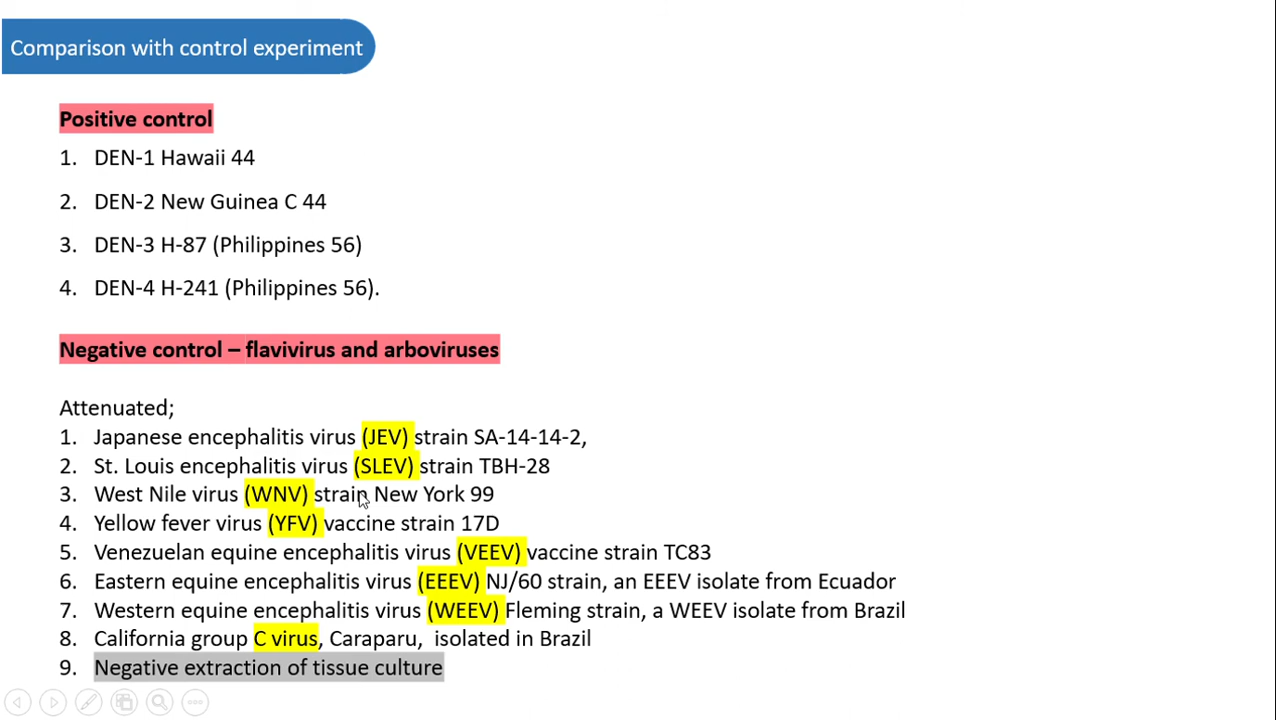 Comparison with control experiment
Positive control
1. DEN-1 Hawaii 44
2. DEN-2 New Guinea C 44
3. DEN-3 H-87 (Philippines 56)
4. DEN-4 H-241 (Philippines 56).
Negative control – flavivirus and arboviruses
Attenuated;
1. Japanese encephalitis virus (JEV) strain SA-14-14-2,
2. St. Louis encephalitis virus (SLEV) strain TBH-28
3. West Nile virus (WNV) strain New York 99
4. Yellow fever virus (YFV) vaccine strain 17D
5. Venezuelan equine encephalitis virus (VEEV) vaccine strain TC83
6. Eastern equine encephalitis virus (EEEV) NJ/60 strain, an EEEV isolate from Ecuador
7. Western equine encephalitis virus (WEEV) Fleming strain, a WEEV isolate from Brazil
8. California group C virus, Caraparu, isolated in Brazil
9. Negative extraction of tissue culture